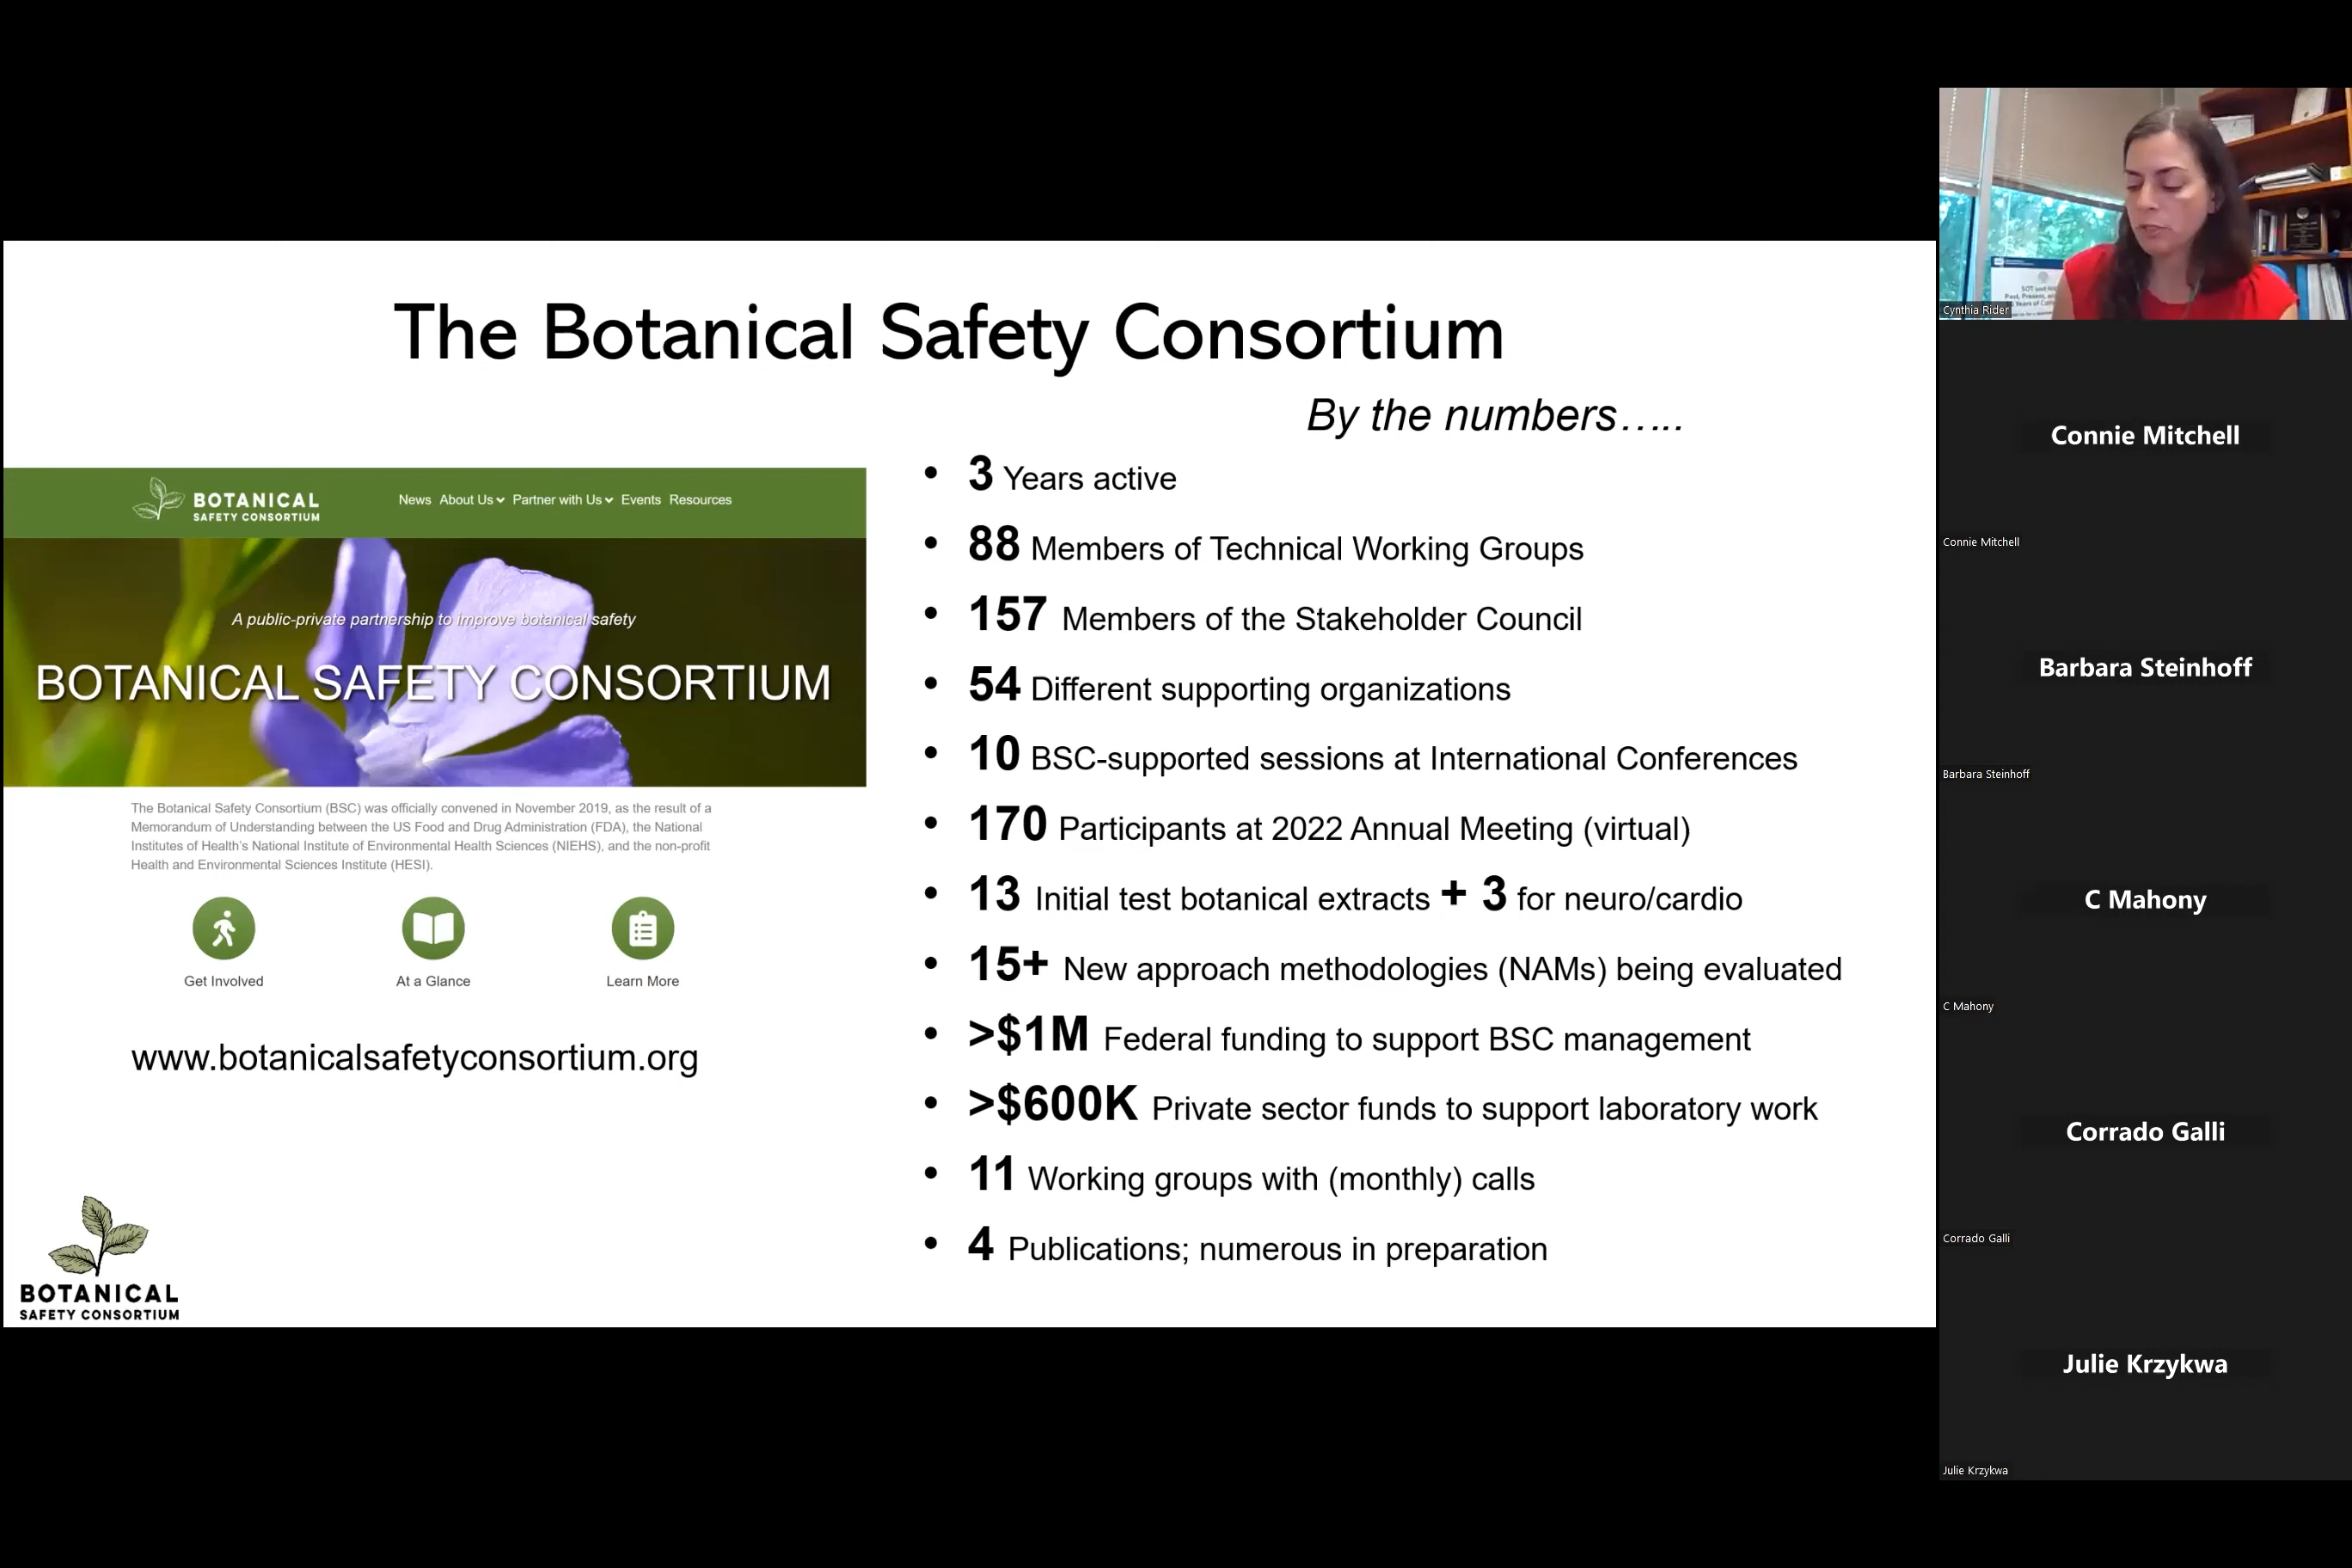 The Botanical Safety Consortium
By the numbers…..
BOTANICAL
SAFETY CONSORTIUM
News About Us Partner with Us Events Resources
A public-private partnership to improve botanical safety
BOTANICAL SAFETY CONSORTIUM
The Botanical Safety Consortium (BSC) was officially convened in November 2019, as the result of a
Memorandum of Understanding between the US Food and Drug Administration (FDA), the National
Institutes of Health's National Institute of Environmental Health Sciences (NIEHS), and the non-profit
Health and Environmental Sciences Institute (HESI).
Get Involved
At a Glance
Learn More
www.botanicalsafetyconsortium.org
BOTANICAL
SAFETY CONSORTIUM
• 3 Years active
• 88 Members of Technical Working Groups
• 157 Members of the Stakeholder Council
• 54 Different supporting organizations
• 10 BSC-supported sessions at International Conferences
• 170 Participants at 2022 Annual Meeting (virtual)
• 13 Initial test botanical extracts + 3 for neuro/cardio
• 15+ New approach methodologies (NAMs) being evaluated
• >$1M Federal funding to support BSC management
• >$600K Private sector funds to support laboratory work
• 11 Working groups with (monthly) calls
• 4 Publications; numerous in preparation
Cynthia Rider
Connie Mitchell
Connie Mitchell
Barbara Steinhoff
Barbara Steinhoff
C Mahony
C Mahony
Corrado Galli
Corrado Galli
Julie Krzykwa
Julie Krzykwa